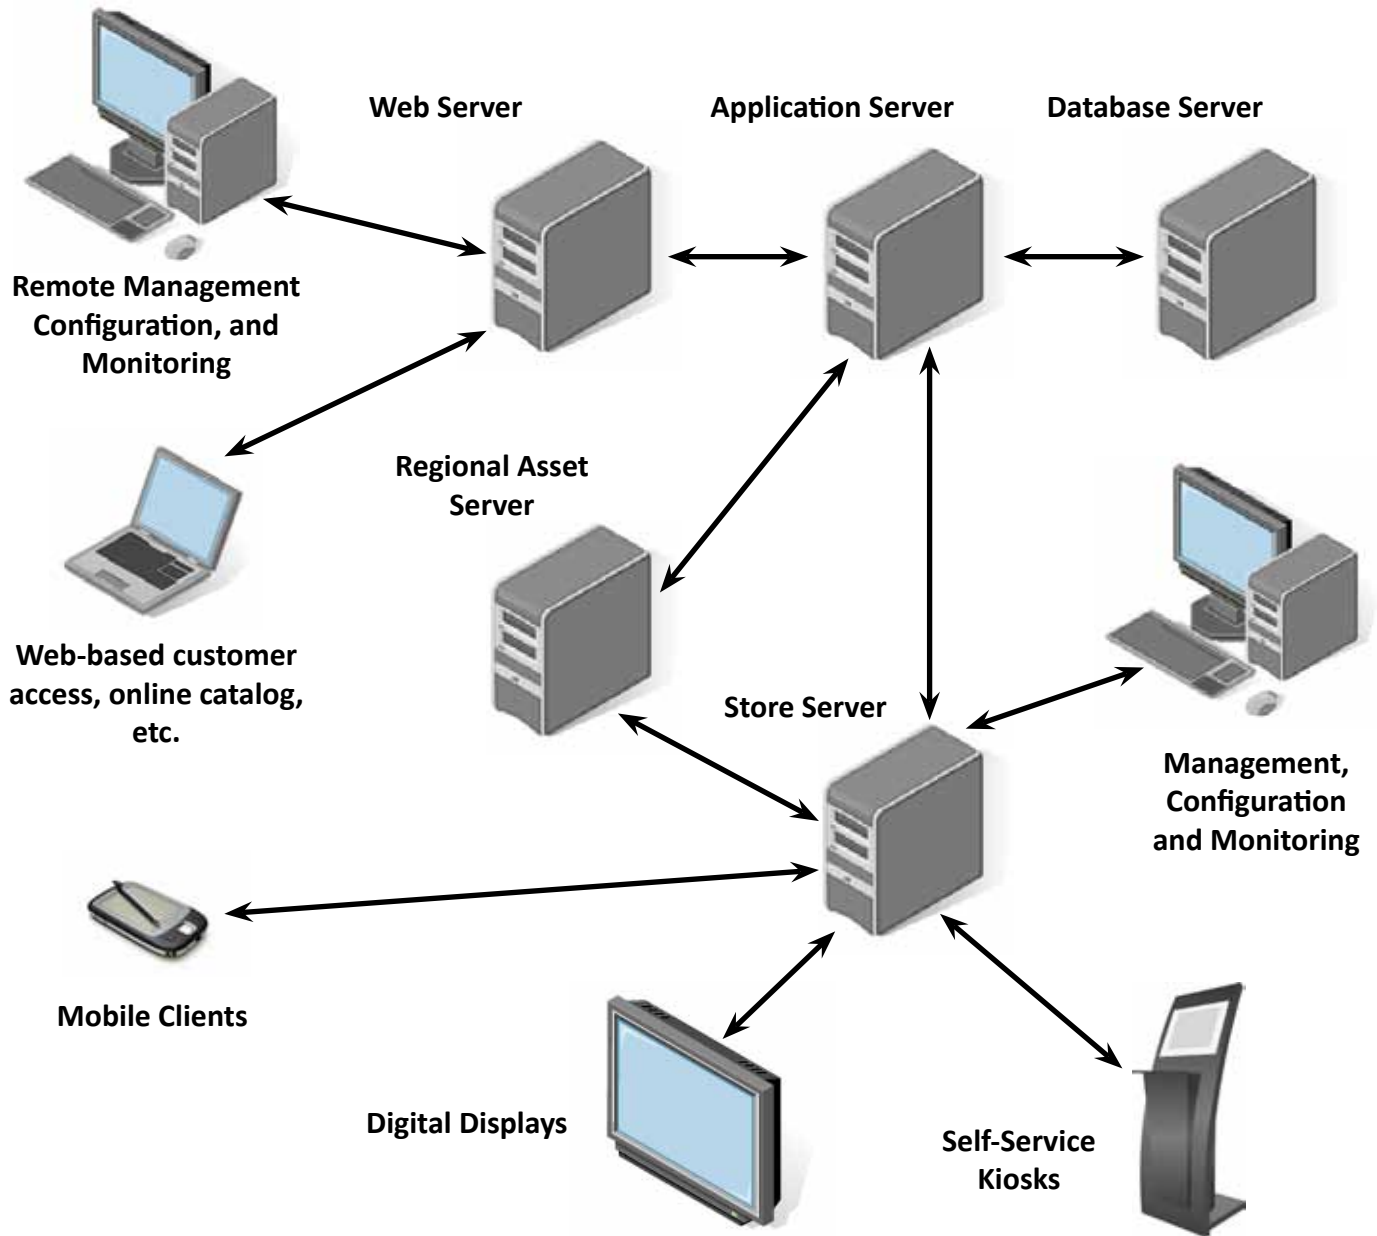 Web Server
Application Server
Database Server
Remote Management
Configuration, and
Monitoring
Regional Asset
Server
Web-based customer
access, online catalog,
etc.
Store Server
Management,
Configuration
and Monitoring
Mobile Clients
Digital Displays
Self-Service
Kiosks